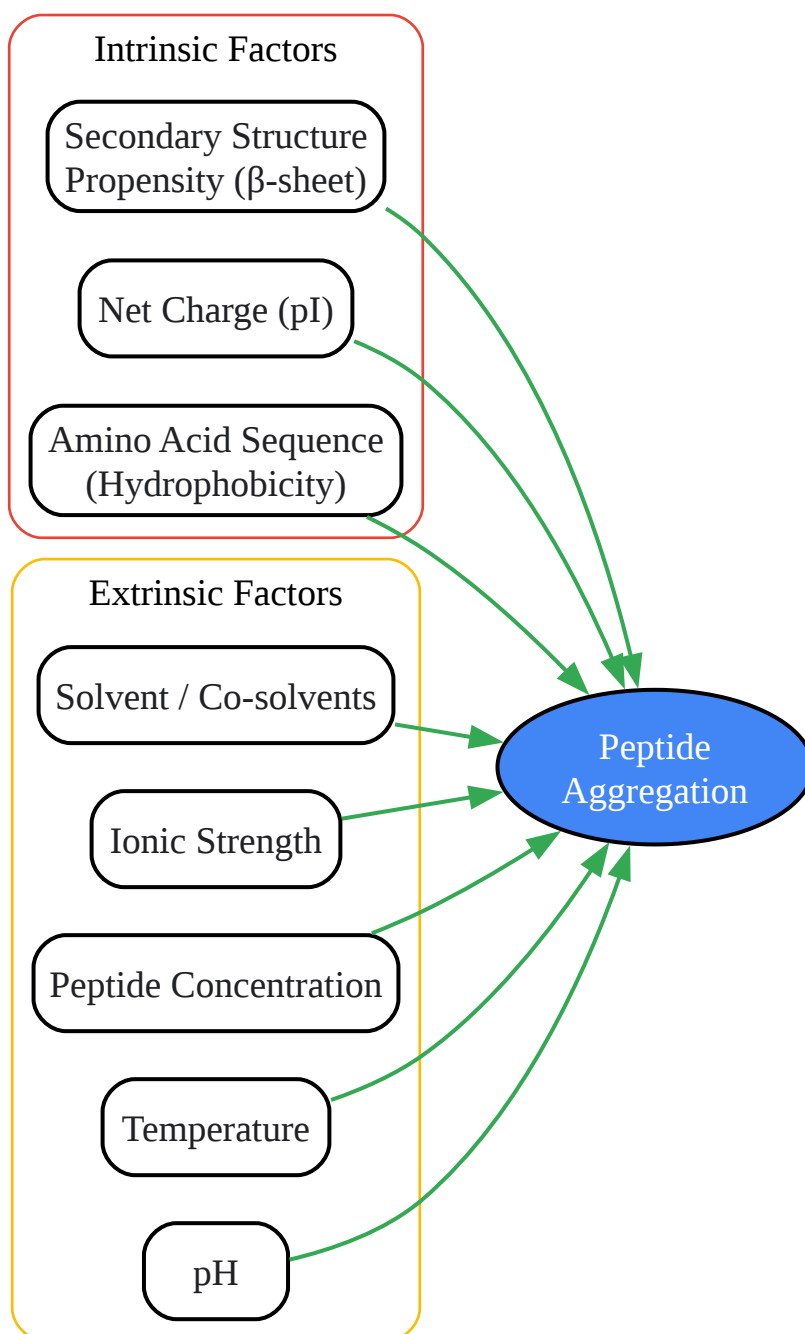 Intrinsic Factors
Secondary Structure
Propensity (β-sheet)
Net Charge (pI)
Amino Acid Sequence
(Hydrophobicity)
Extrinsic Factors
Solvent / Co-solvents
Ionic Strength
Peptide Concentration
Temperature
pH
Peptide
Aggregation